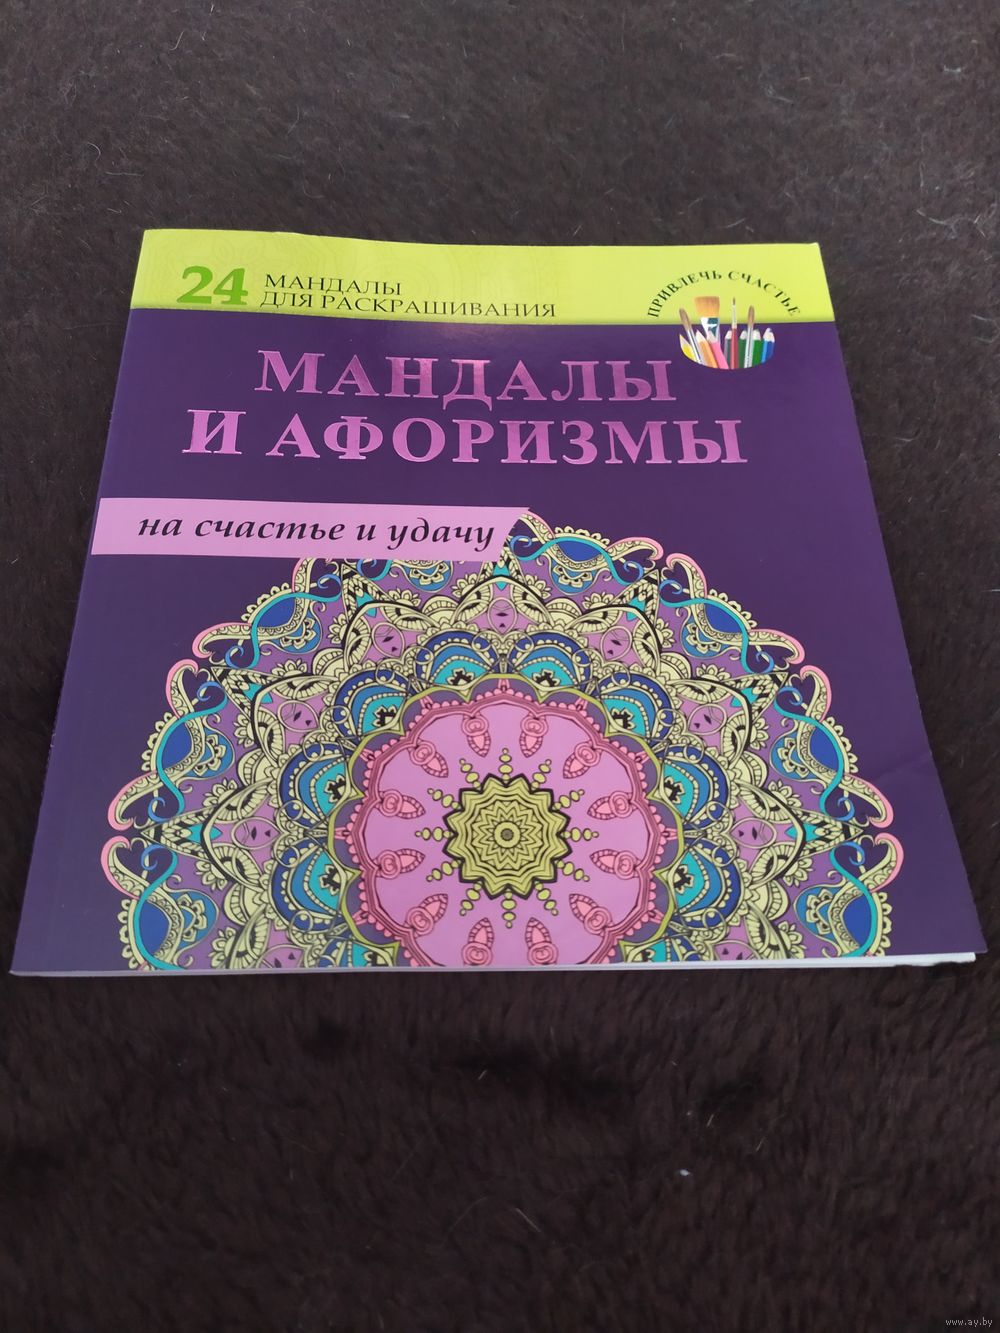 24 МАНДАЛЫ
ДЛЯ РАСКРАШИВАНИЯ
ПРИВЛЕЧЬ СЧАСТЬЕ
МАНДАЛЫ
И АФОРИЗМЫ
на счастье и удачу
www.ay.by